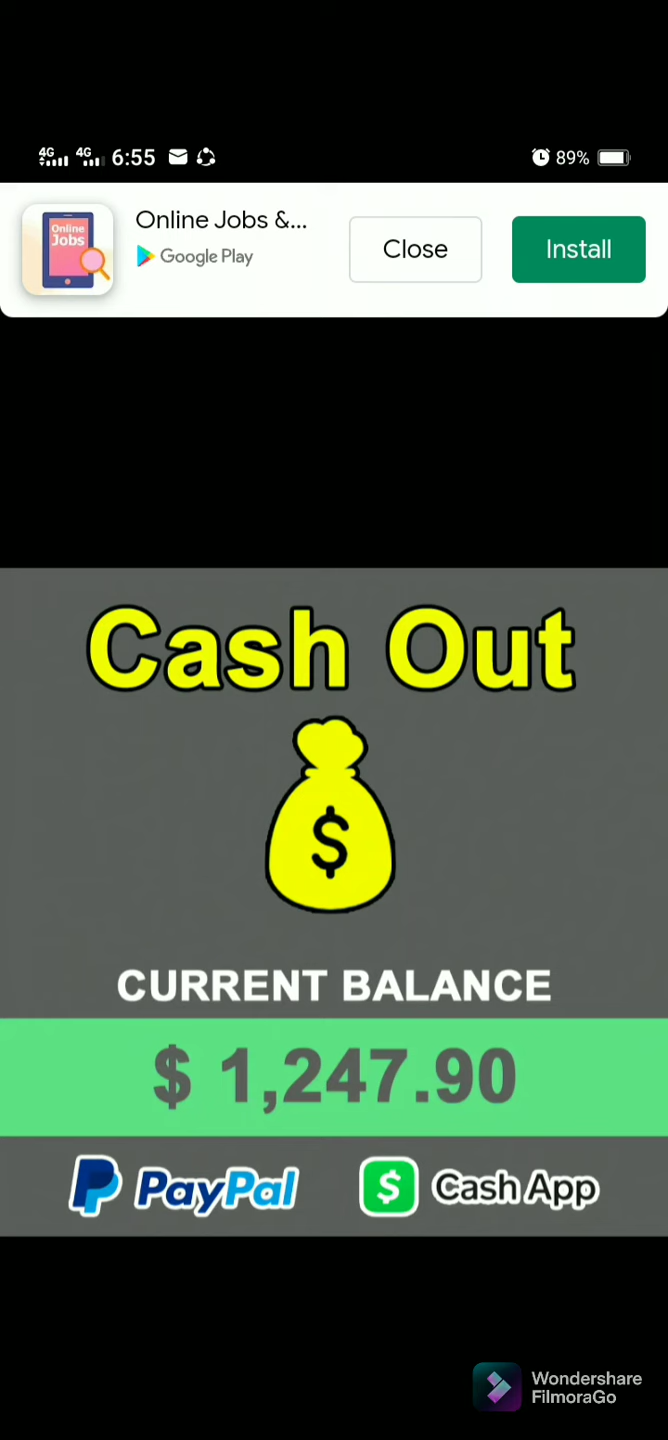 4G 4G 6:55 89%
Online Jobs &...
Google Play
Close
Install
Online
Jobs
Cash Out
$
CURRENT BALANCE
$ 1,247.90
PayPal $ Cash App
Wondershare
FilmoraGo